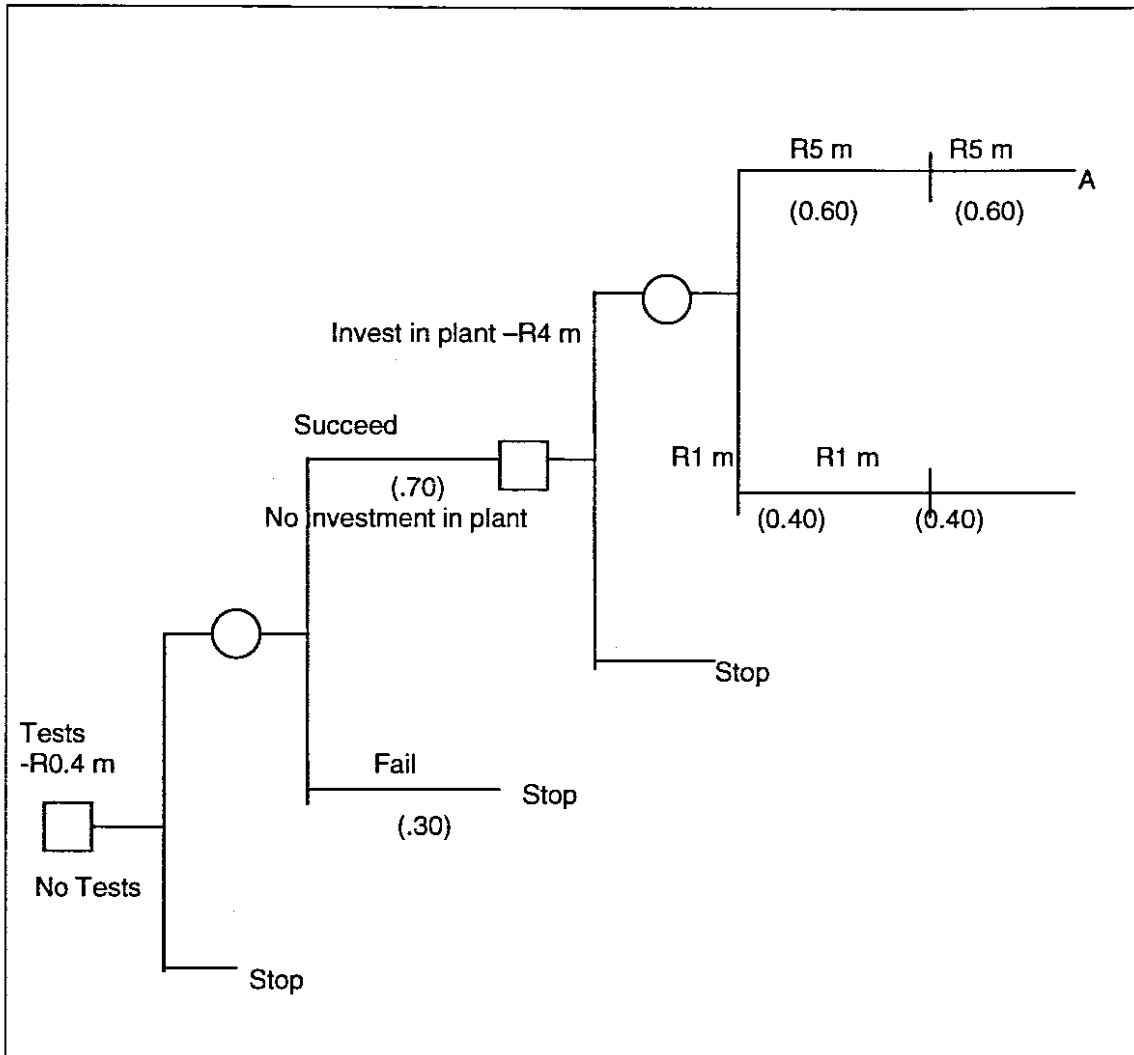 R5 m R5 m
A
(0.60) (0.60)
Invest in plant –R4 m
Succeed
R1 m R1 m
(.70)
No investment in plant
(0.40) (0.40)
Stop
Tests
-R0.4 m
Fail
Stop
(.30)
No Tests
Stop